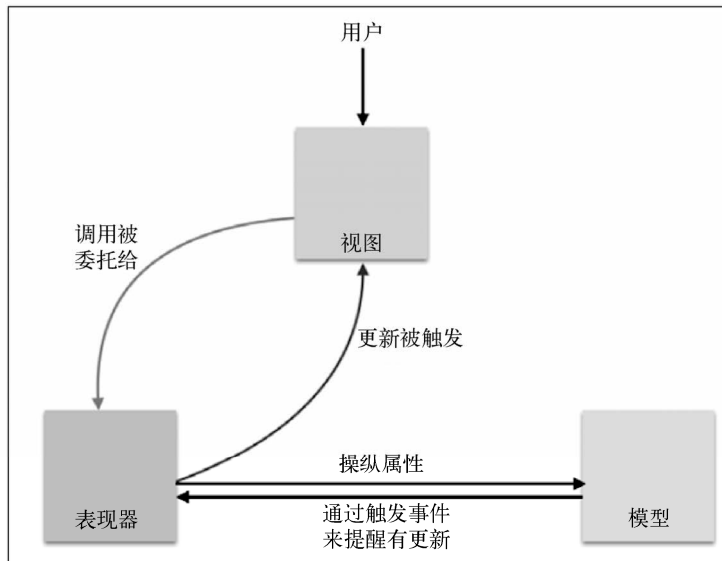 用户
视图
调用被
委托给
更新被触发
操纵属性
表现器
通过触发事件
来提醒有更新
模型